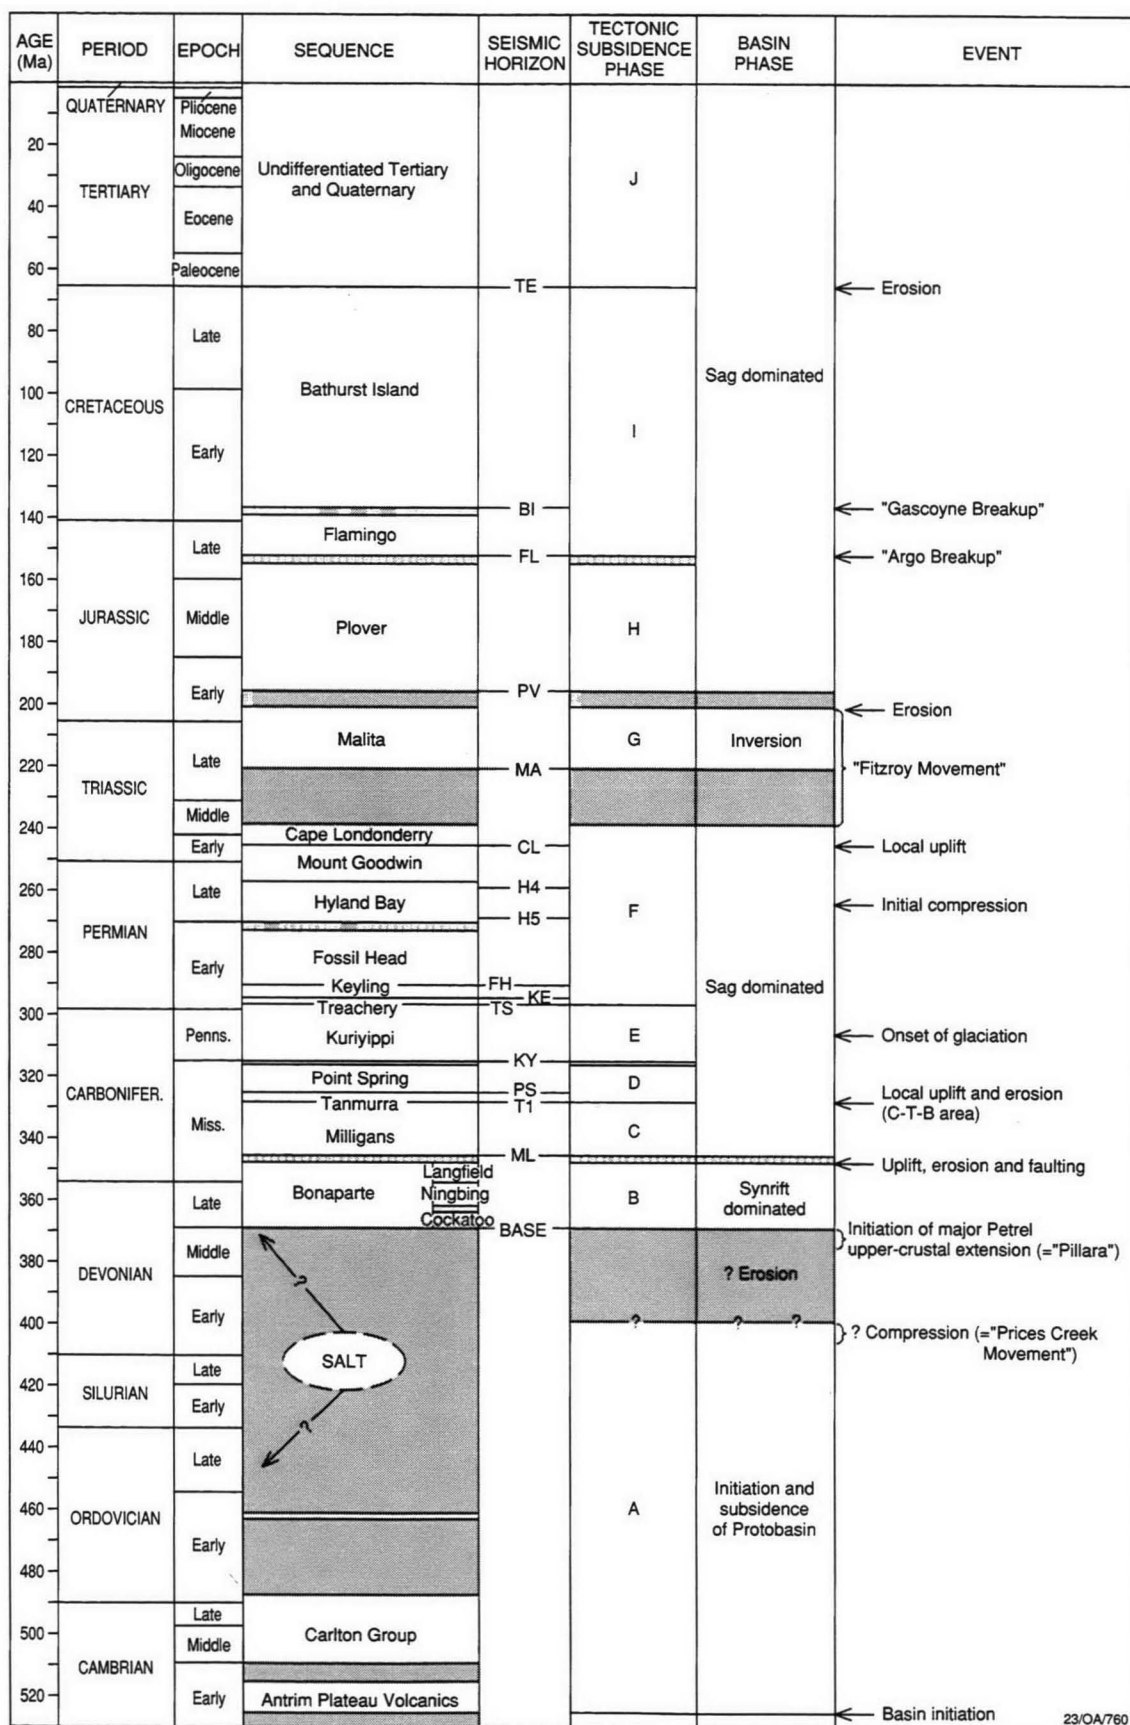 AGE (Ma)
PERIOD
EPOCH
SEQUENCE
SEISMIC HORIZON
TECTONIC SUBSIDENCE PHASE
BASIN PHASE
EVENT
QUATERNARY
Pliocene
Miocene
20
Oligocene
Undifferentiated Tertiary
and Quaternary
J
TERTIARY
40
Eocene
60
Paleocene
TE
Erosion
80
Late
Sag dominated
100
Bathurst Island
CRETACEOUS
I
120
Early
BI
"Gascoyne Breakup"
140
Flamingo
Late
FL
"Argo Breakup"
160
JURASSIC
Middle
Plover
H
180
Early
PV
200
Erosion
Malita
G
Inversion
Late
220
MA
"Fitzroy Movement"
TRIASSIC
Middle
240
Cape Londonderry
Early
CL
Local uplift
Mount Goodwin
260
Late
H4
Hyland Bay
F
Initial compression
H5
PERMIAN
280
Fossil Head
Early
FH
Keyling
KE
Sag dominated
300
Treachery
TS
Penns.
Kuriyippi
E
Onset of glaciation
KY
320
Point Spring
D
CARBONIFER.
PS
Local uplift and erosion
(C-T-B area)
Tanmurra
T1
Miss.
Milligans
C
340
ML
Uplift, erosion and faulting
Langfield
360
Late
Bonaparte
Ningbing
B
Synrift
dominated
Cockatoo
BASE
Initiation of major Petrel
upper-crustal extension (="Pillara")
380
Middle
DEVONIAN
?
? Erosion
Early
400
?
?
?
? Compression (="Prices Creek
Movement")
SALT
420
Late
SILURIAN
Early
?
440
Late
460
ORDOVICIAN
A
Initiation and
subsidence
of Protobasin
Early
480
Late
500
Middle
Carlton Group
CAMBRIAN
520
Early
Antrim Plateau Volcanics
Basin initiation
23/OA/760